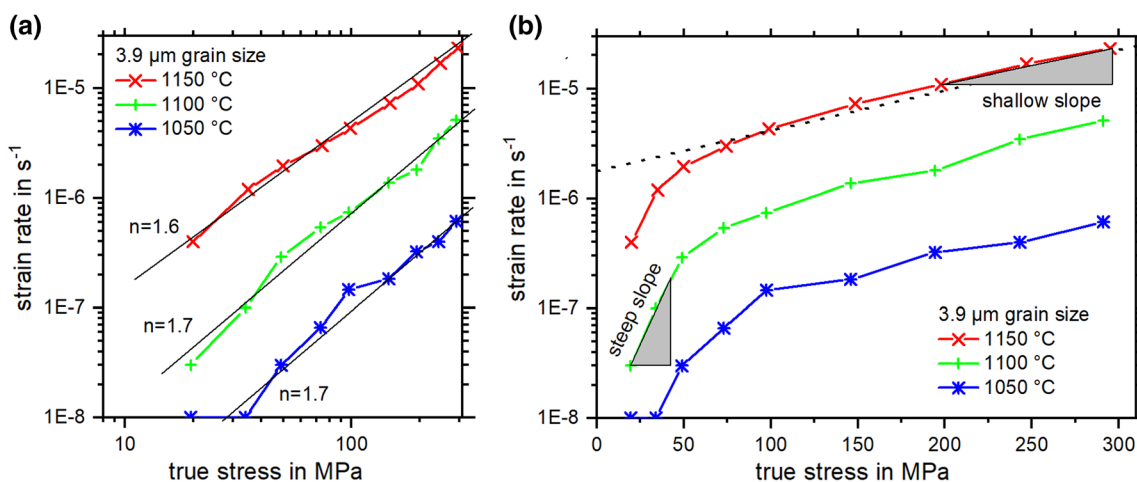 (a)
3.9 µm grain size
1150 °C
1100 °C
1050 °C
1E-5
1E-6
1E-7
1E-8
n=1.6
n=1.7
n=1.7
10
100
strain rate in s⁻¹
true stress in MPa
(b)
1E-5
1E-6
1E-7
1E-8
shallow slope
steep slope
3.9 µm grain size
1150 °C
1100 °C
1050 °C
0
50
100
150
200
250
300
strain rate in s⁻¹
true stress in MPa